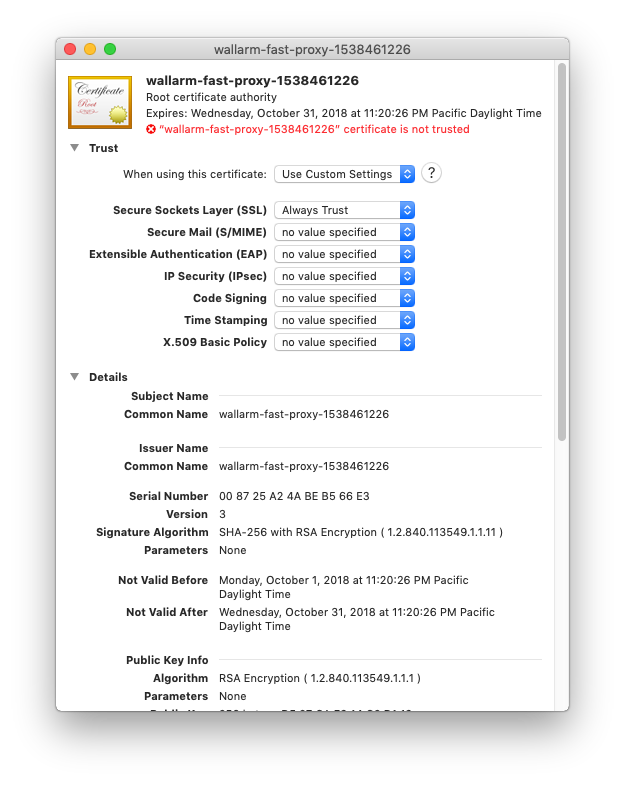 wallarm-fast-proxy-1538461226
Certificate
Root
wallarm-fast-proxy-1538461226
Root certificate authority
Expires: Wednesday, October 31, 2018 at 11:20:26 PM Pacific Daylight Time
“wallarm-fast-proxy-1538461226” certificate is not trusted
Trust
When using this certificate: Use Custom Settings ?
Secure Sockets Layer (SSL) Always Trust
Secure Mail (S/MIME) no value specified
Extensible Authentication (EAP) no value specified
IP Security (IPsec) no value specified
Code Signing no value specified
Time Stamping no value specified
X.509 Basic Policy no value specified
Details
Subject Name
Common Name wallarm-fast-proxy-1538461226
Issuer Name
Common Name wallarm-fast-proxy-1538461226
Serial Number 00 87 25 A2 4A BE B5 66 E3
Version 3
Signature Algorithm SHA-256 with RSA Encryption ( 1.2.840.113549.1.1.11 )
Parameters None
Not Valid Before Monday, October 1, 2018 at 11:20:26 PM Pacific
Daylight Time
Not Valid After Wednesday, October 31, 2018 at 11:20:26 PM Pacific
Daylight Time
Public Key Info
Algorithm RSA Encryption ( 1.2.840.113549.1.1.1 )
Parameters None